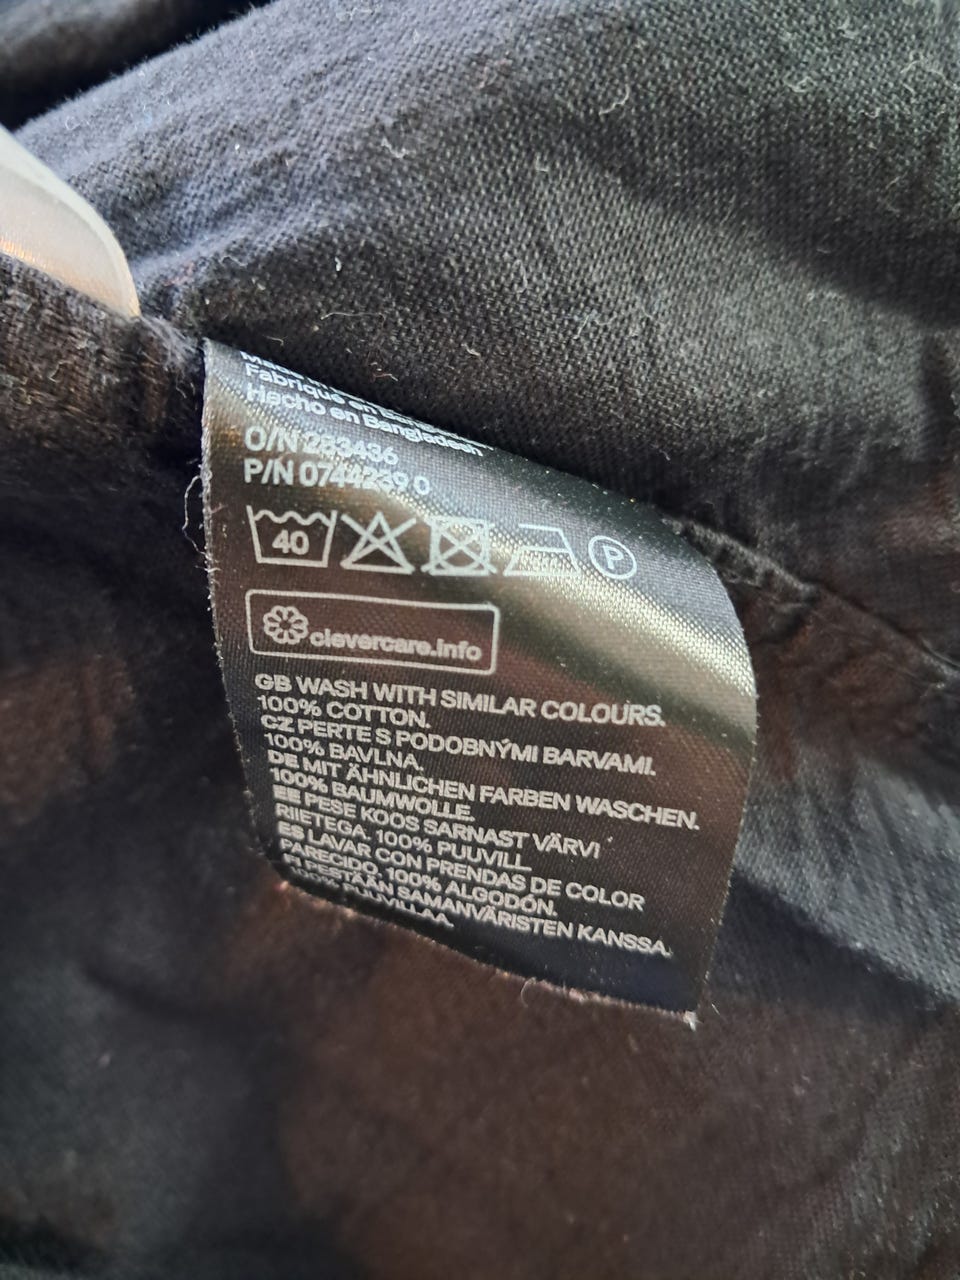 Fabriqué en
Hecho en Bangladesh
O/N 283436
P/N 0744239 0
40
P
clevercare.info
GB WASH WITH SIMILAR COLOURS.
100% COTTON.
CZ PERTE S PODOBNÝMI BARVAMI.
100% BAVLNA.
DE MIT ÄHNLICHEN FARBEN WASCHEN.
100% BAUMWOLLE.
EE PESE KOOS SARNAST VÄRVI
RIIETEGA. 100% PUUVILL
ES LAVAR CON PRENDAS DE COLOR
PARECIDO. 100% ALGODÓN.
FI PESTÄÄN SAMANVÄRISTEN KANSSA.
100% PUUVILLAA.